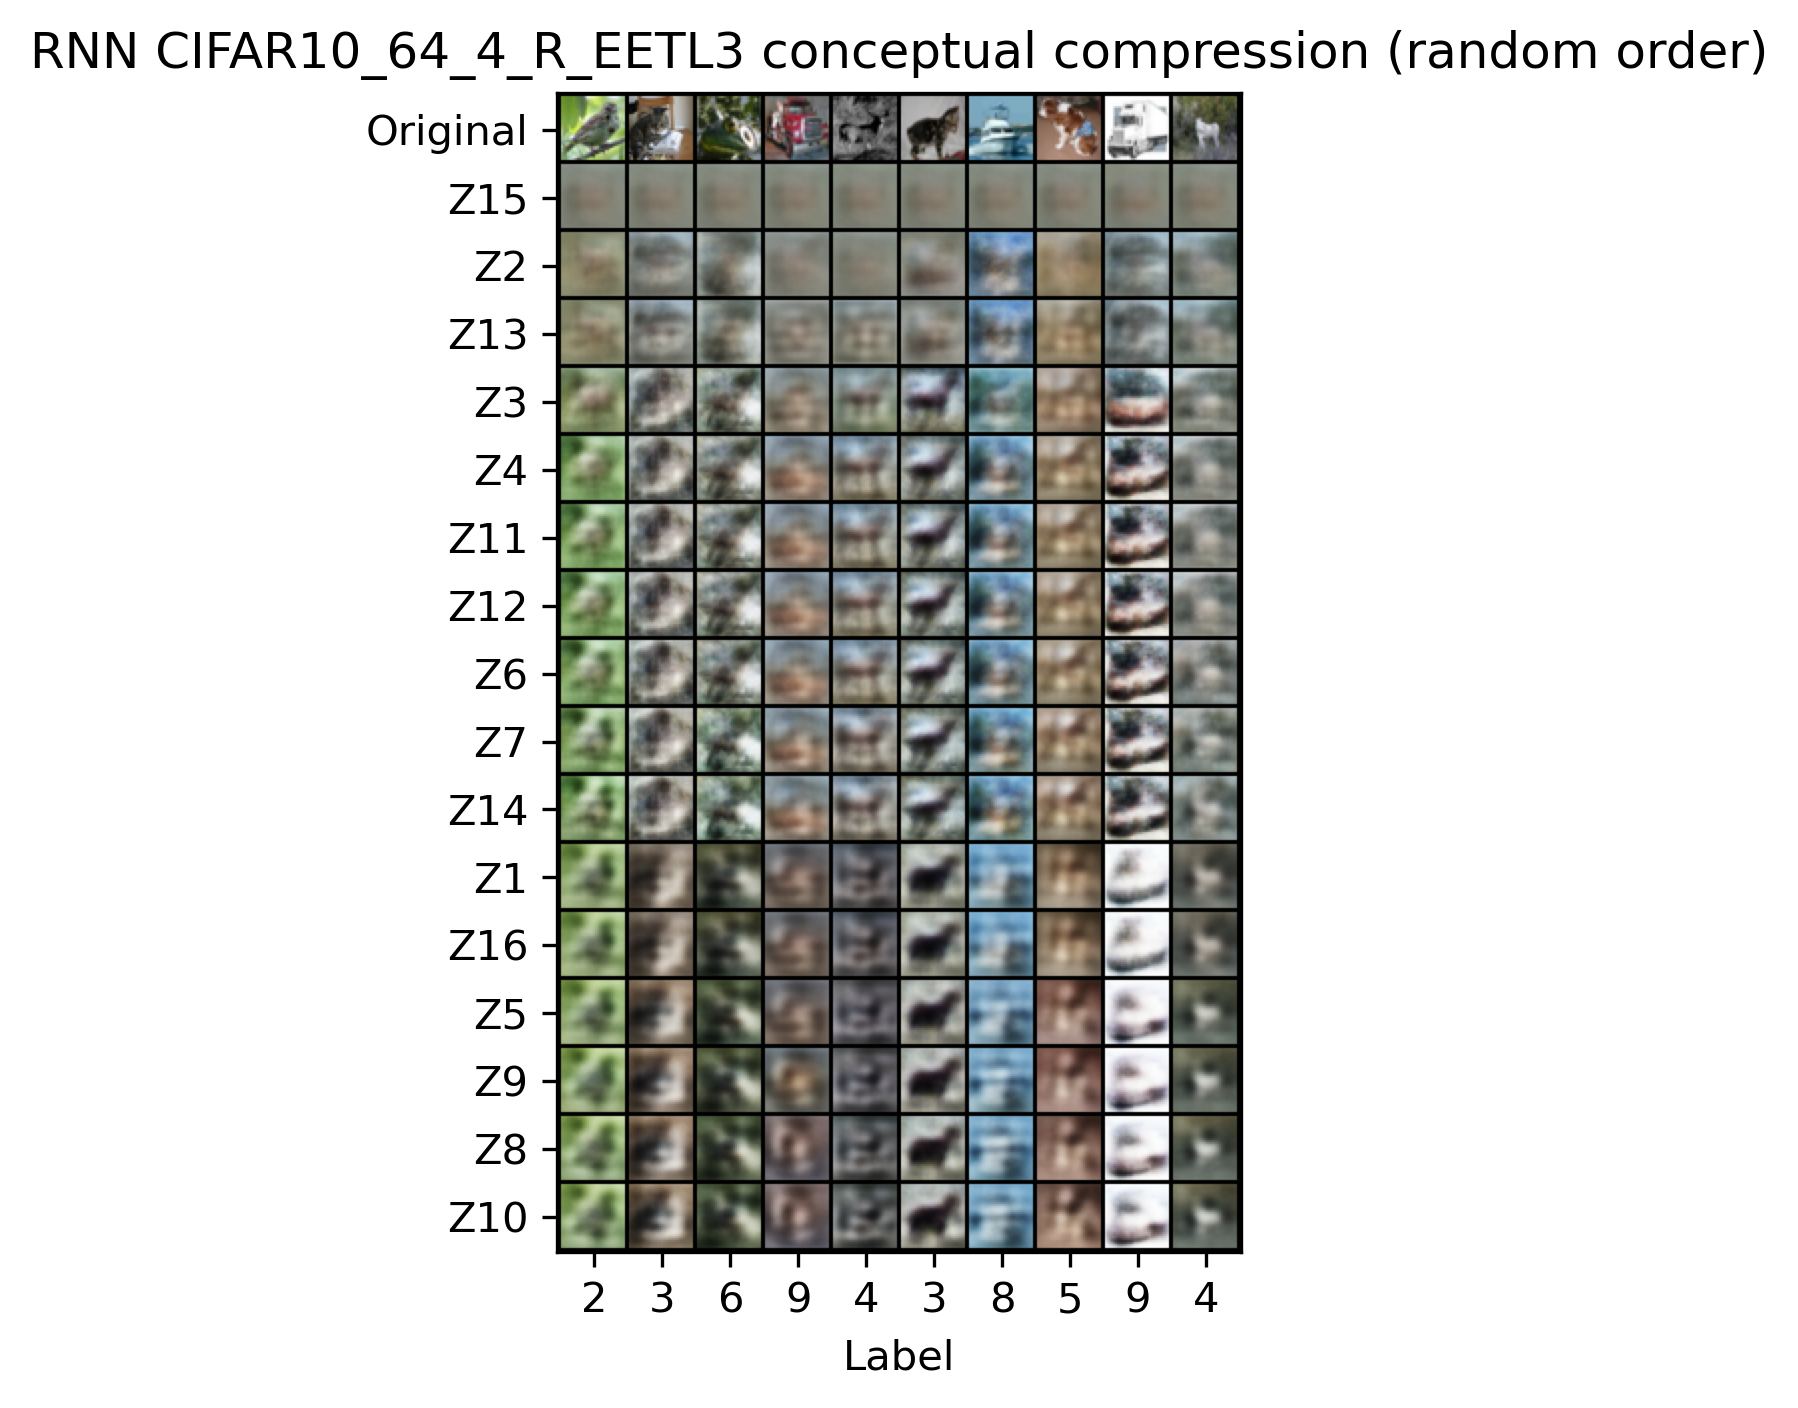 RNN CIFAR10_64_4_R_EETL3 conceptual compression (random order)
Original
Z15
Z2
Z13
Z3
Z4
Z11
Z12
Z6
Z7
Z14
Z1
Z16
Z5
Z9
Z8
Z10
2 3 6 9 4 3 8 5 9 4
Label